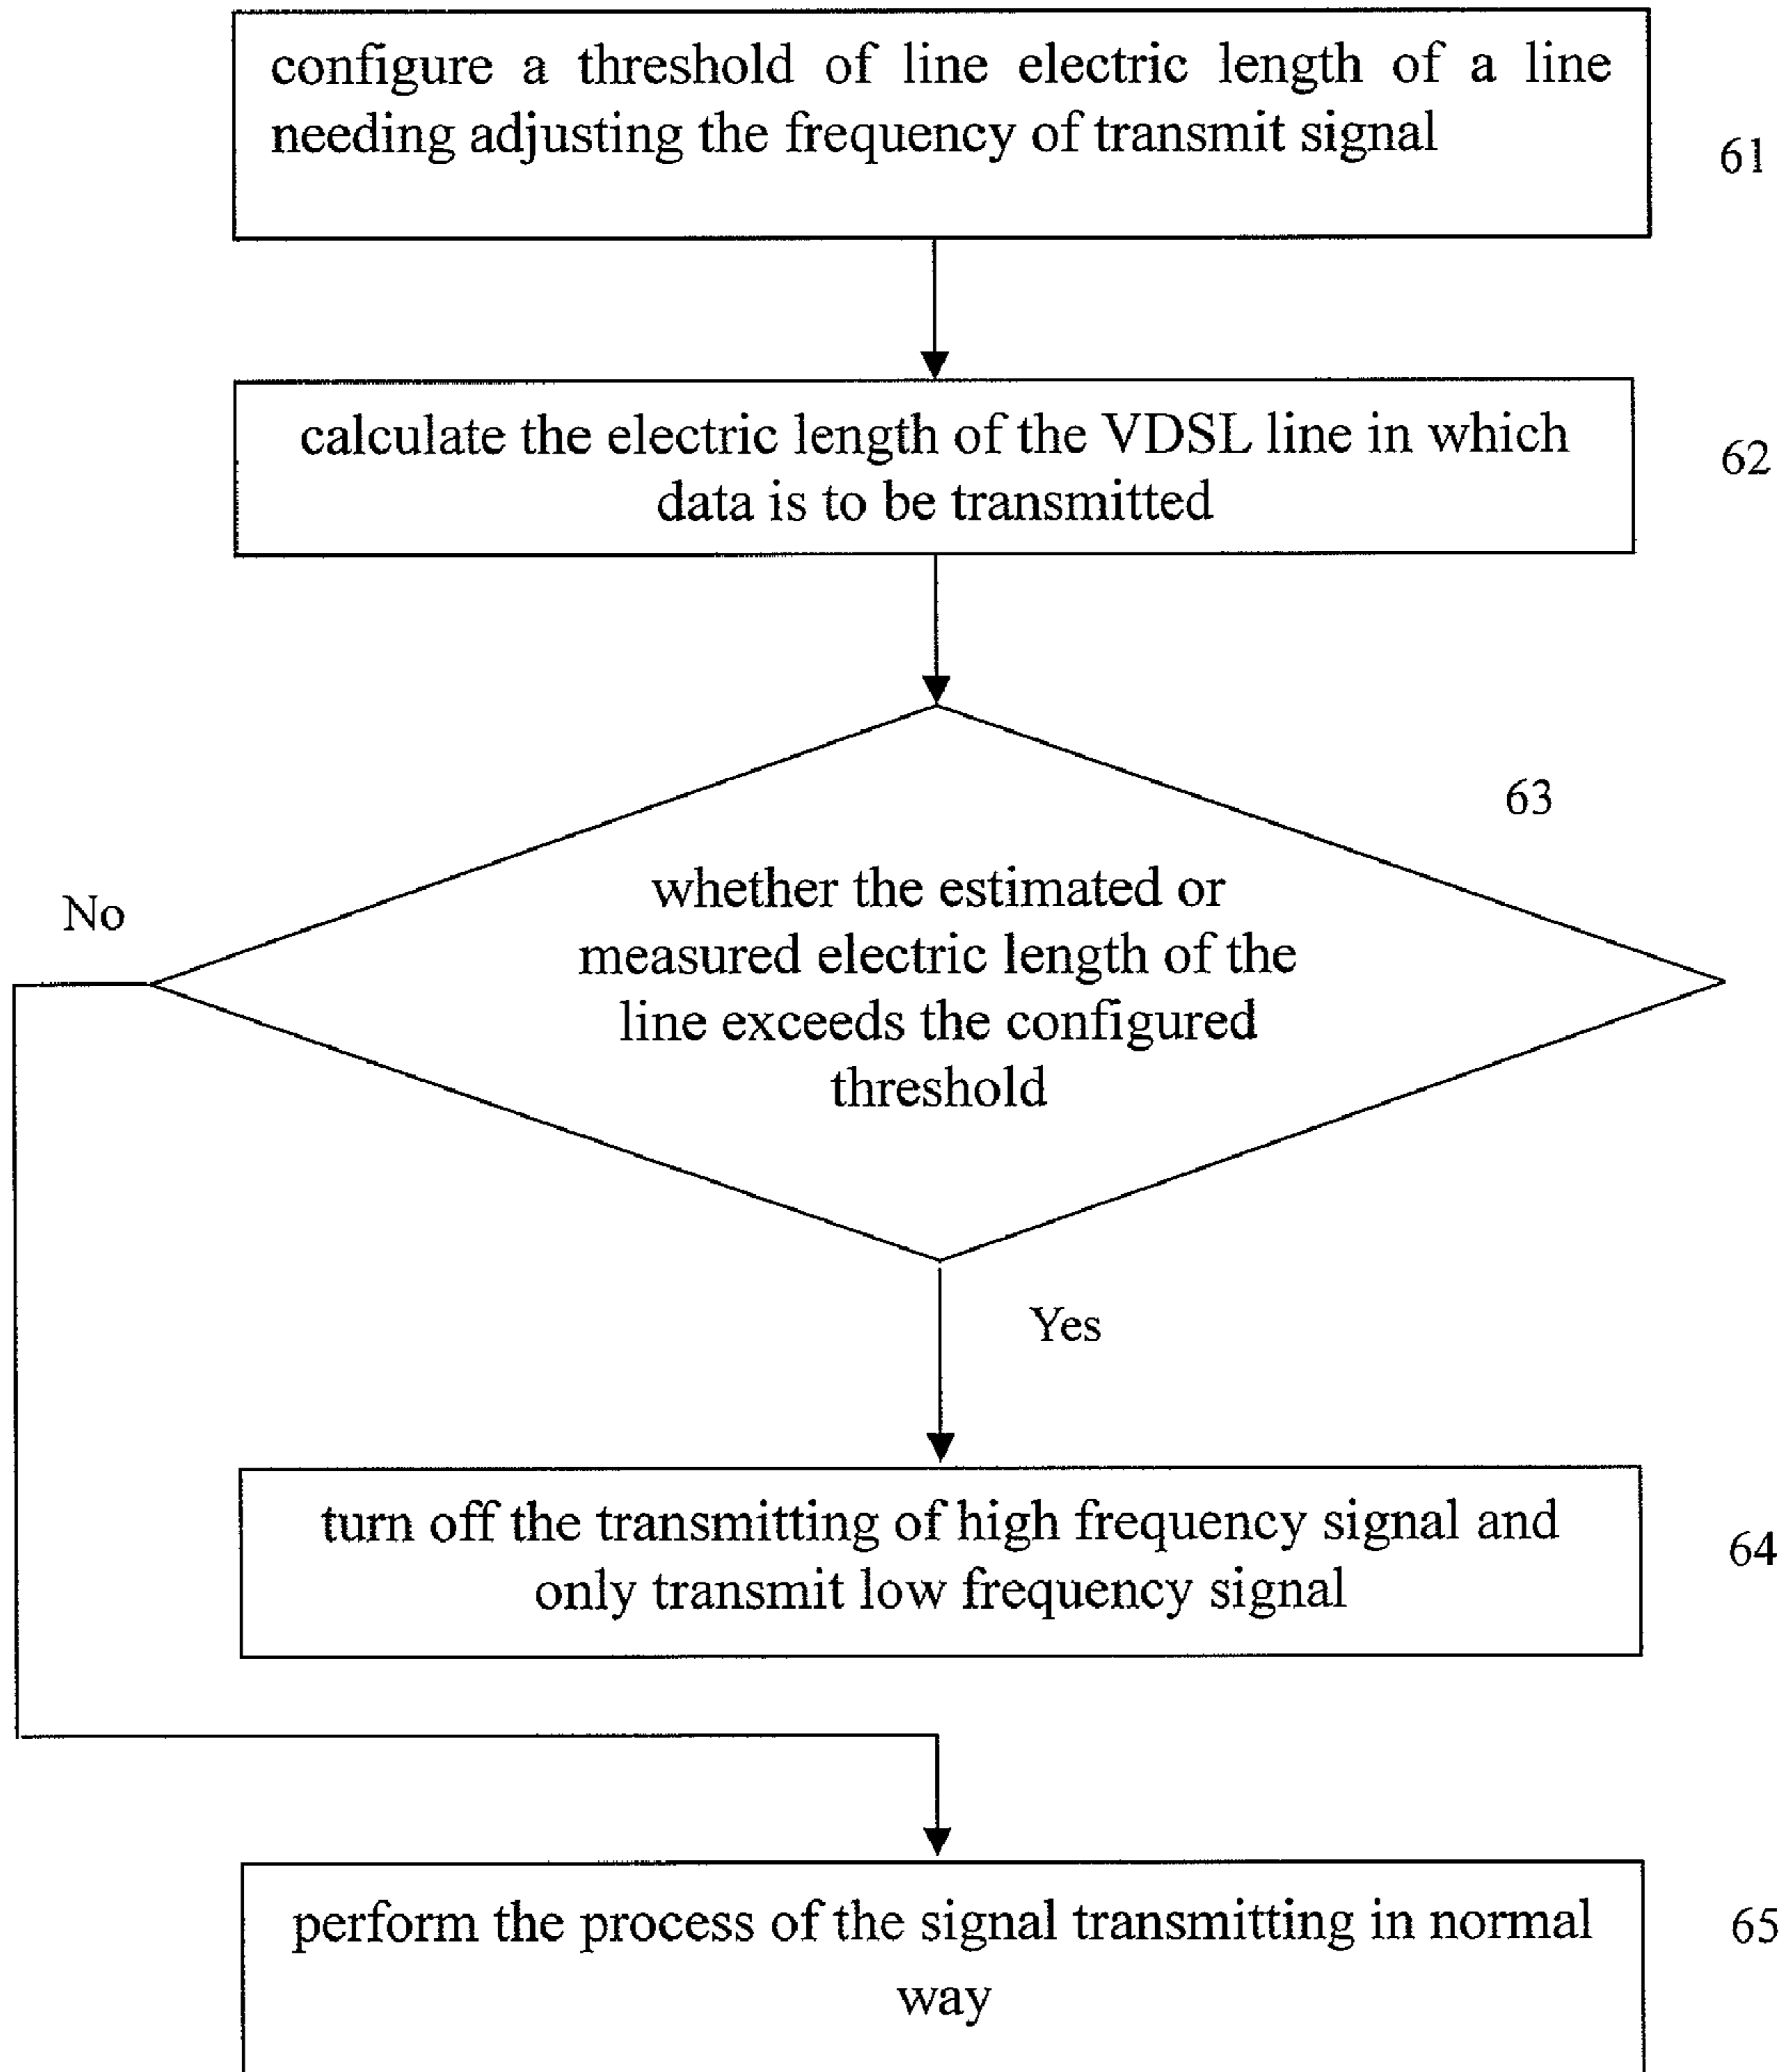 configure a threshold of line electric length of a line
needing adjusting the frequency of transmit signal
61
calculate the electric length of the VDSL line in which
data is to be transmitted
62
63
No
whether the estimated or
measured electric length of the
line exceeds the configured
threshold
Yes
turn off the transmitting of high frequency signal and
only transmit low frequency signal
64
perform the process of the signal transmitting in normal
way
65